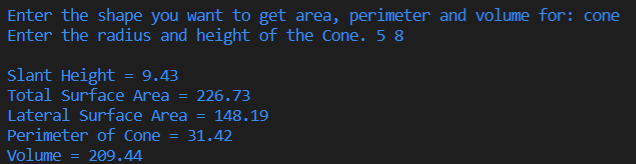 Enter the shape you want to get area, perimeter and volume for: cone
Enter the radius and height of the Cone. 5 8
Slant Height = 9.43
Total Surface Area = 226.73
Lateral Surface Area = 148.19
Perimeter of Cone = 31.42
Volume = 209.44